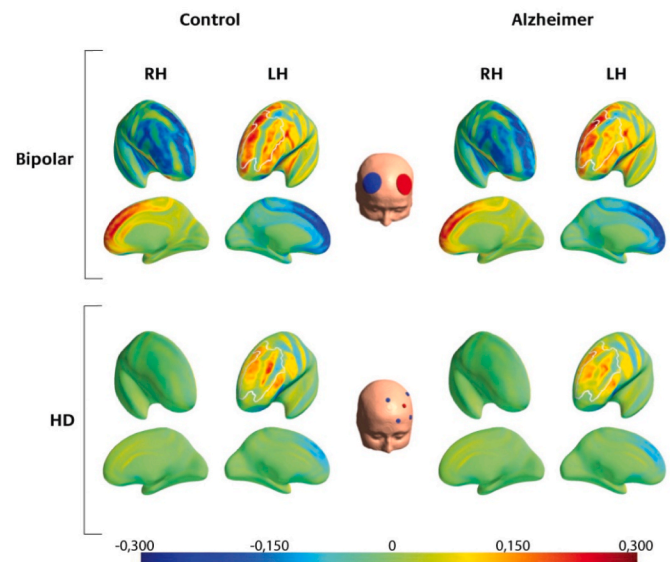 Control Alzheimer
RH LH RH LH
Bipolar
HD
-0,300 -0,150 0 0,150 0,300